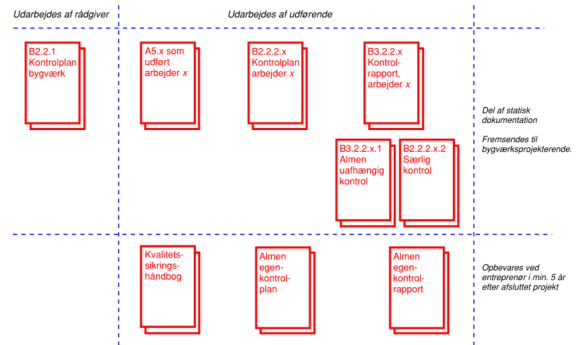 Udarbejdes af rådgiver
Udarbejdes af udførende
B2.2.1
Kontrolplan
bygværk
A5.x som
udført
arbejder x
B2.2.2.x
Kontrolplan
arbejder x
B3.2.2.x
Kontrol-
rapport,
arbejder x
Del af statisk
dokumentation
Fremsendes til
bygværksprojekterende.
B3.2.2.x.1
Almen
uafhængig
kontrol
B2.2.2.x.2
Særlig
kontrol
Kvalitets-
sikrings-
håndbog
Almen
egen-
kontrol-
plan
Almen
egen-
kontrol-
rapport
Opbevares ved
entreprenør i min. 5 år
efter afsluttet projekt